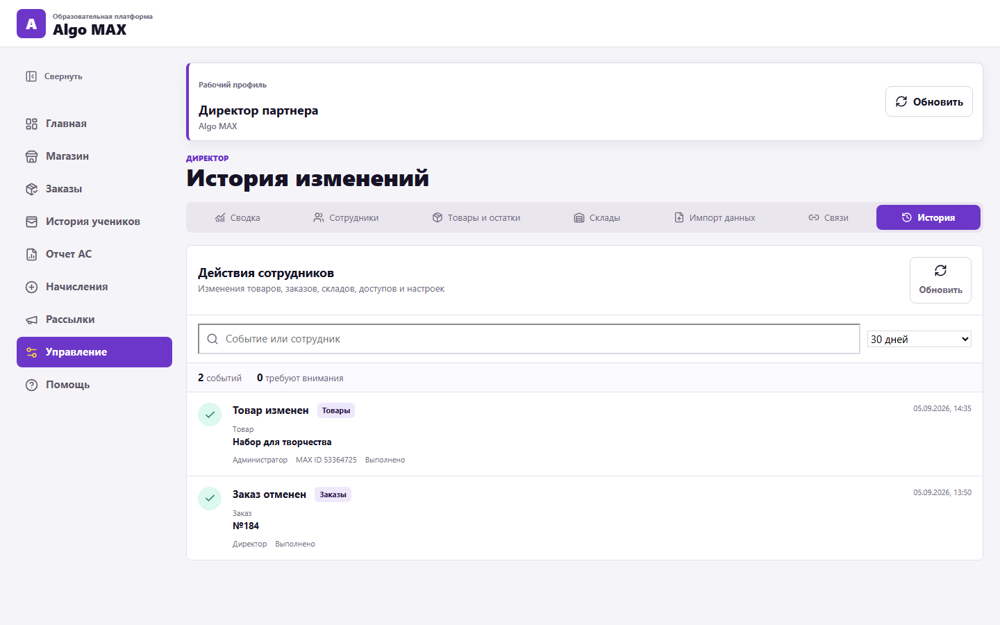 A
Образовательная платформа
Algo MAX
Свернуть
Главная
Магазин
Заказы
История учеников
Отчет АС
Начисления
Рассылки
Управление
Помощь
Рабочий профиль
Директор партнера
Algo MAX
Обновить
ДИРЕКТОР
История изменений
Сводка
Сотрудники
Товары и остатки
Склады
Импорт данных
Связи
История
Действия сотрудников
Изменения товаров, заказов, складов, доступов и настроек
Обновить
Событие или сотрудник
30 дней
2 событий 0 требуют внимания
Товар изменен Товары 05.09.2026, 14:35
Товар
Набор для творчества
Администратор MAX ID 53364725 Выполнено
Заказ отменен Заказы 05.09.2026, 13:50
Заказ
№184
Директор Выполнено